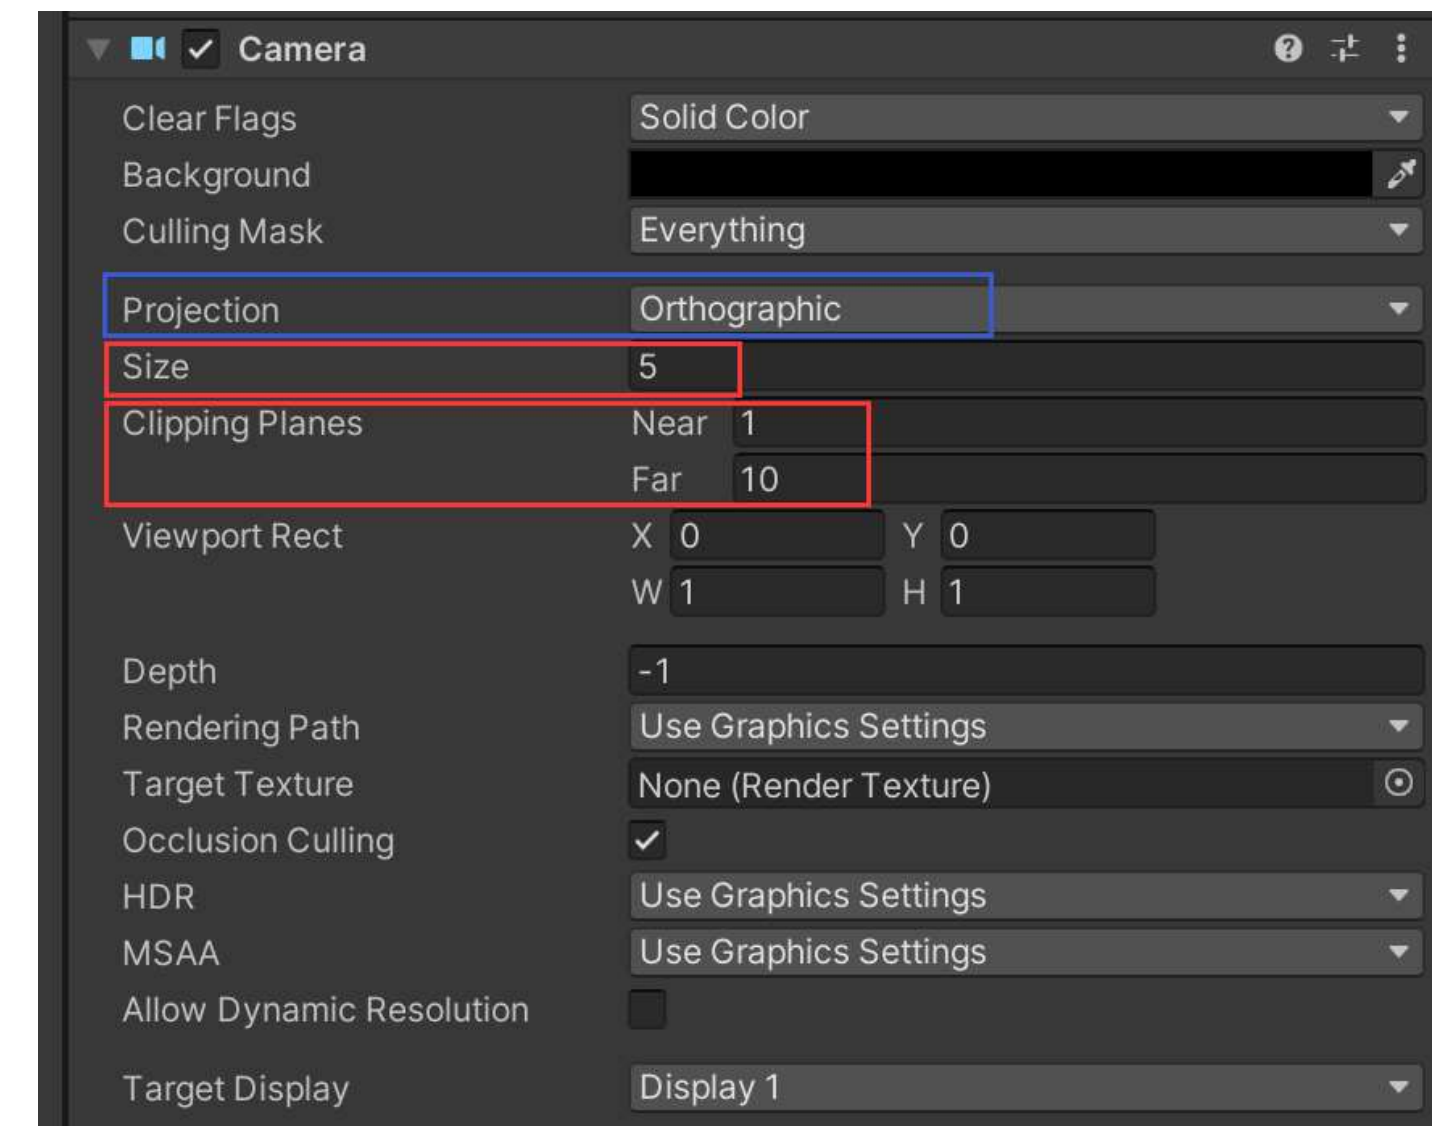 Camera
Clear Flags Solid Color
Background
Culling Mask Everything
Projection Orthographic
Size 5
Clipping Planes Near 1
Far 10
Viewport Rect X 0 Y 0
W 1 H 1
Depth -1
Rendering Path Use Graphics Settings
Target Texture None (Render Texture)
Occlusion Culling
HDR Use Graphics Settings
MSAA Use Graphics Settings
Allow Dynamic Resolution
Target Display Display 1